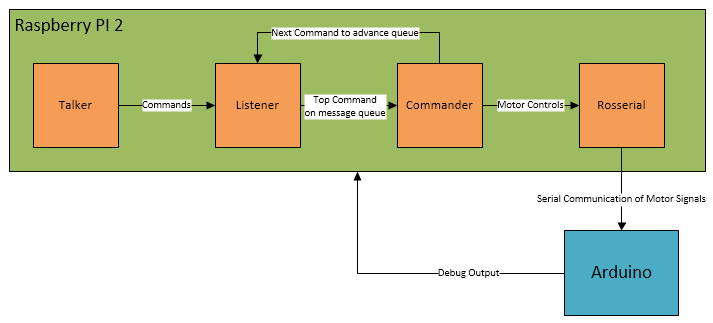 Raspberry PI 2
Next Command to advance queue
Talker
Commands
Listener
Top Command
on message queue
Commander
Motor Controls
Rosserial
Serial Communication of Motor Signals
Arduino
Debug Output